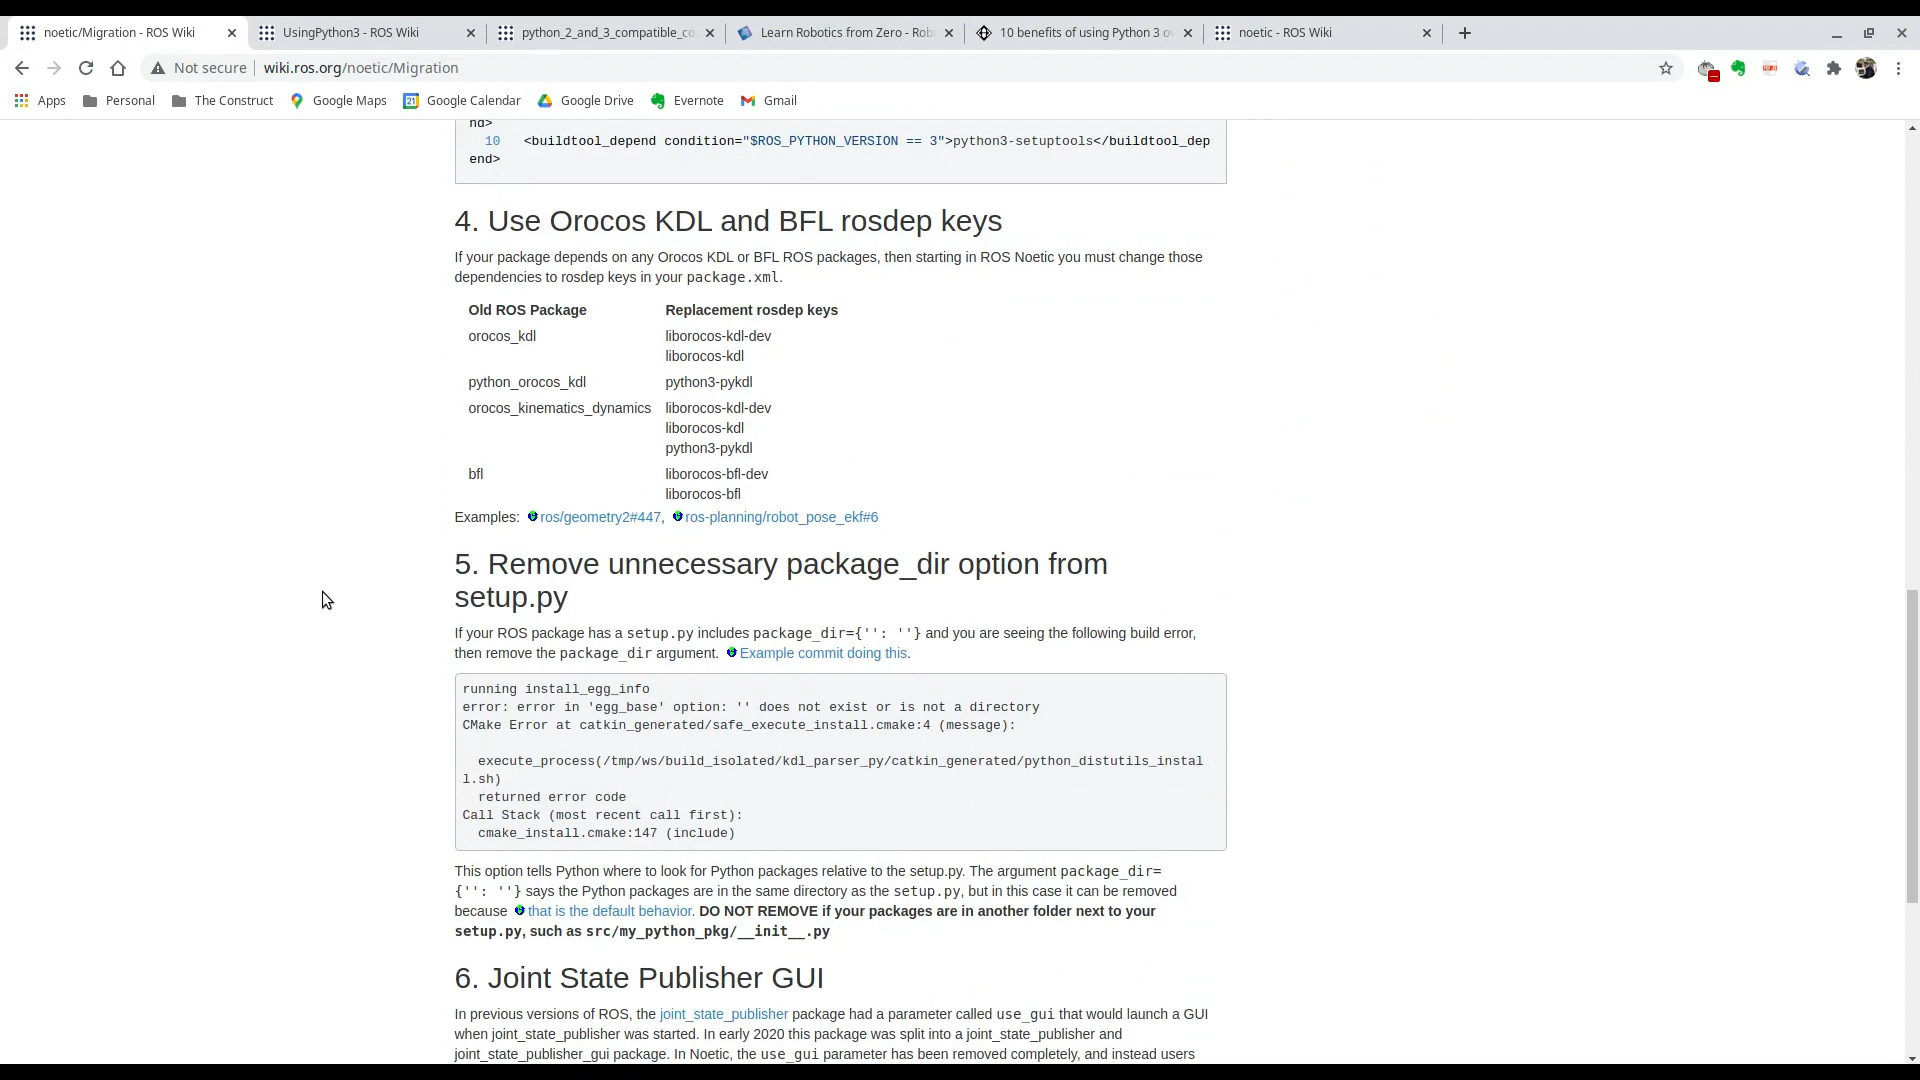 noetic/Migration - ROS Wiki
UsingPython3 - ROS Wiki
python_2_and_3_compatible_co
Learn Robotics from Zero - Rob
10 benefits of using Python 3 ov
noetic - ROS Wiki
Not secure
wiki.ros.org/noetic/Migration
Apps
Personal
The Construct
Google Maps
Google Calendar
Google Drive
Evernote
Gmail
nd>
10 <buildtool_depend condition="$ROS_PYTHON_VERSION == 3">python3-setuptools</buildtool_dep
end>
4. Use Orocos KDL and BFL rosdep keys
If your package depends on any Orocos KDL or BFL ROS packages, then starting in ROS Noetic you must change those
dependencies to rosdep keys in your package.xml.
Old ROS Package Replacement rosdep keys
orocos_kdl liborocos-kdl-dev
liborocos-kdl
python_orocos_kdl python3-pykdl
orocos_kinematics_dynamics liborocos-kdl-dev
liborocos-kdl
python3-pykdl
bfl liborocos-bfl-dev
liborocos-bfl
Examples: ros/geometry2#447, ros-planning/robot_pose_ekf#6
5. Remove unnecessary package_dir option from
setup.py
If your ROS package has a setup.py includes package_dir={'': ''} and you are seeing the following build error,
then remove the package_dir argument. Example commit doing this.
running install_egg_info
error: error in 'egg_base' option: '' does not exist or is not a directory
CMake Error at catkin_generated/safe_execute_install.cmake:4 (message):
execute_process(/tmp/ws/build_isolated/kdl_parser_py/catkin_generated/python_distutils_instal
l.sh)
returned error code
Call Stack (most recent call first):
cmake_install.cmake:147 (include)
This option tells Python where to look for Python packages relative to the setup.py. The argument package_dir=
{'': ''} says the Python packages are in the same directory as the setup.py, but in this case it can be removed
because that is the default behavior. DO NOT REMOVE if your packages are in another folder next to your
setup.py, such as src/my_python_pkg/__init__.py
6. Joint State Publisher GUI
In previous versions of ROS, the joint_state_publisher package had a parameter called use_gui that would launch a GUI
when joint_state_publisher was started. In early 2020 this package was split into a joint_state_publisher and
joint_state_publisher_gui package. In Noetic, the use_gui parameter has been removed completely, and instead users